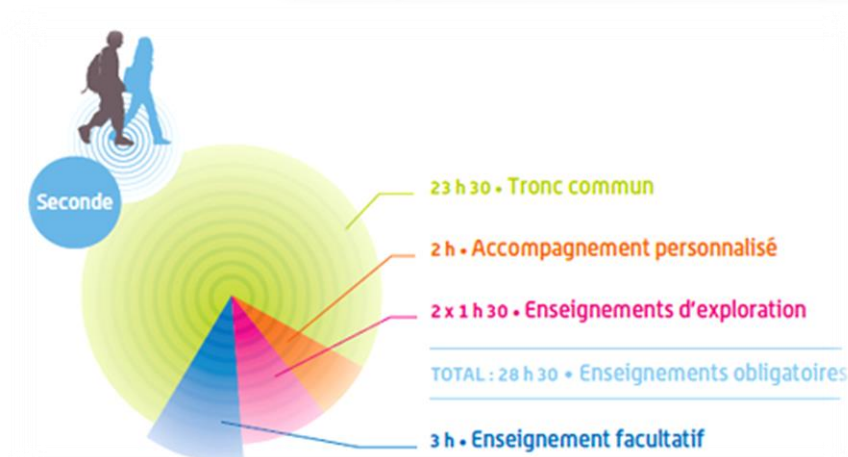 Seconde
23 h 30 • Tronc commun
2 h • Accompagnement personnalisé
2 x 1 h 30 • Enseignements d'exploration
TOTAL : 28 h 30 • Enseignements obligatoires
3 h • Enseignement facultatif